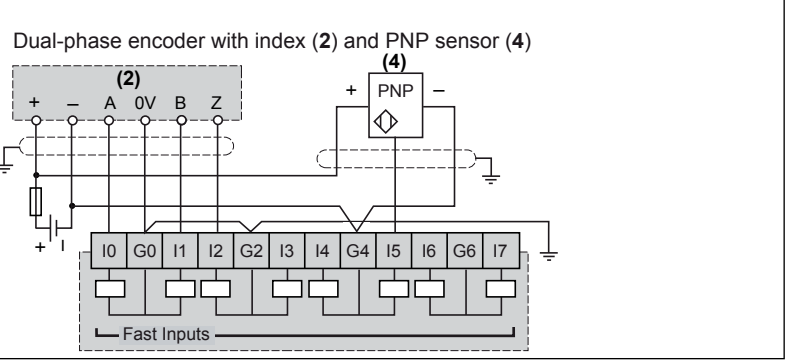 Dual-phase encoder with index (2) and PNP sensor (4)
(2)
(4)
+ – A 0V B Z
+ PNP –
+ I
I0 G0 I1 I2 G2 I3 I4 G4 I5 I6 G6 I7
Fast Inputs